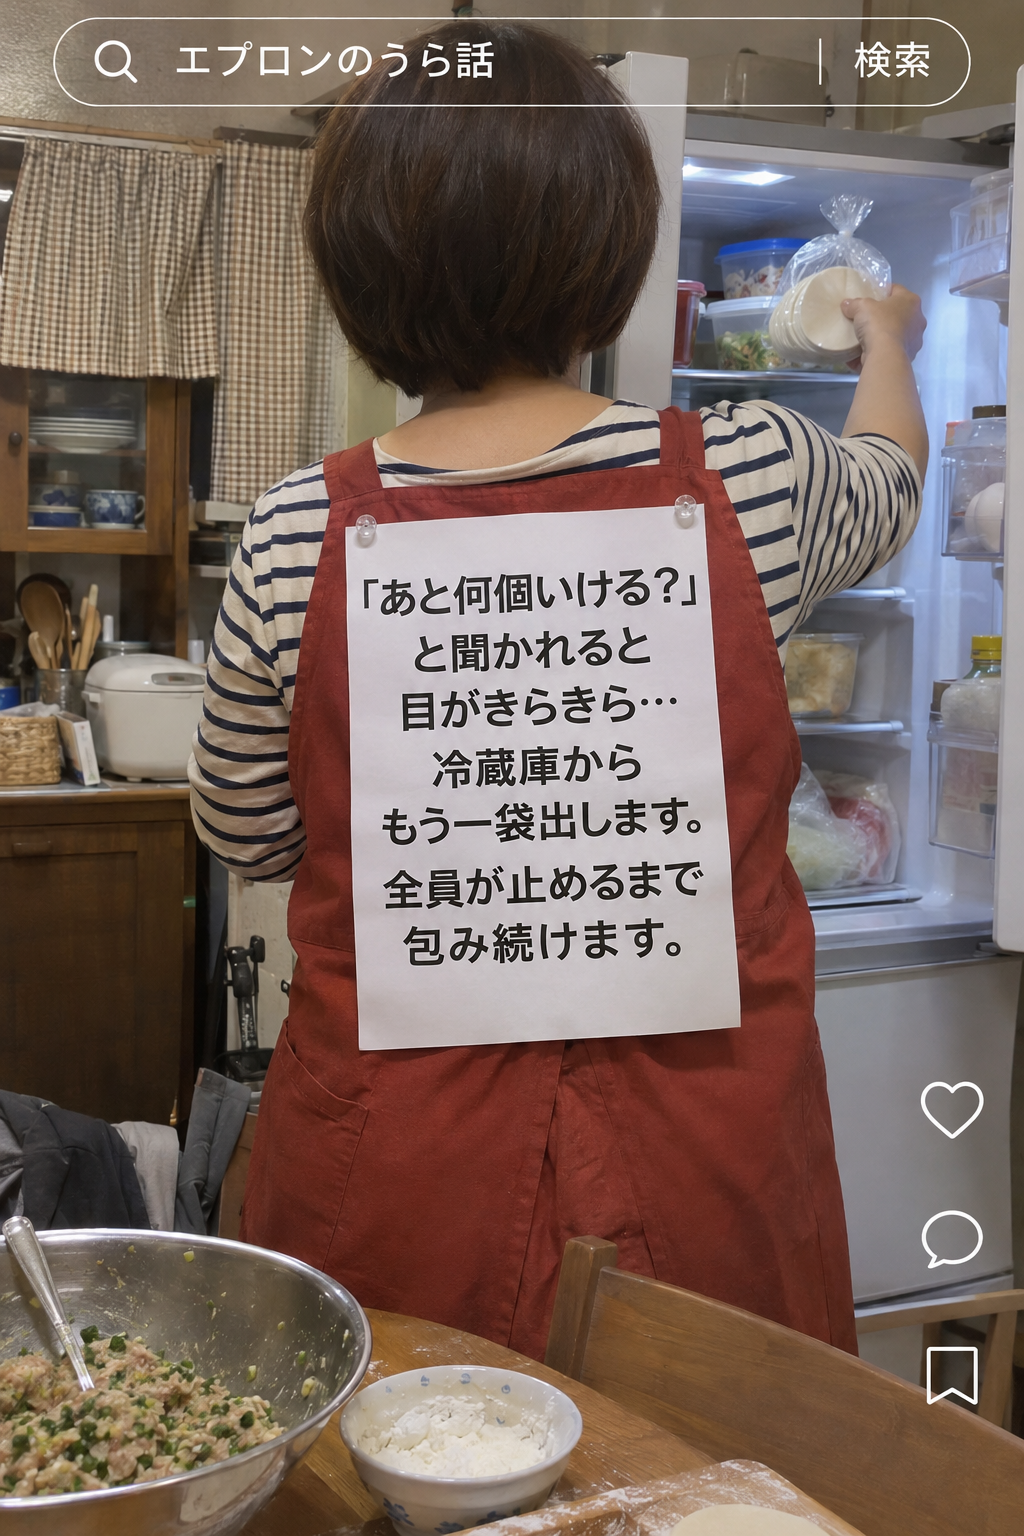 エプロンのうら話
検索
「あと何個いける?」
と聞かれると
目がきらきら…
冷蔵庫から
もう一袋出します。
全員が止めるまで
包み続けます。